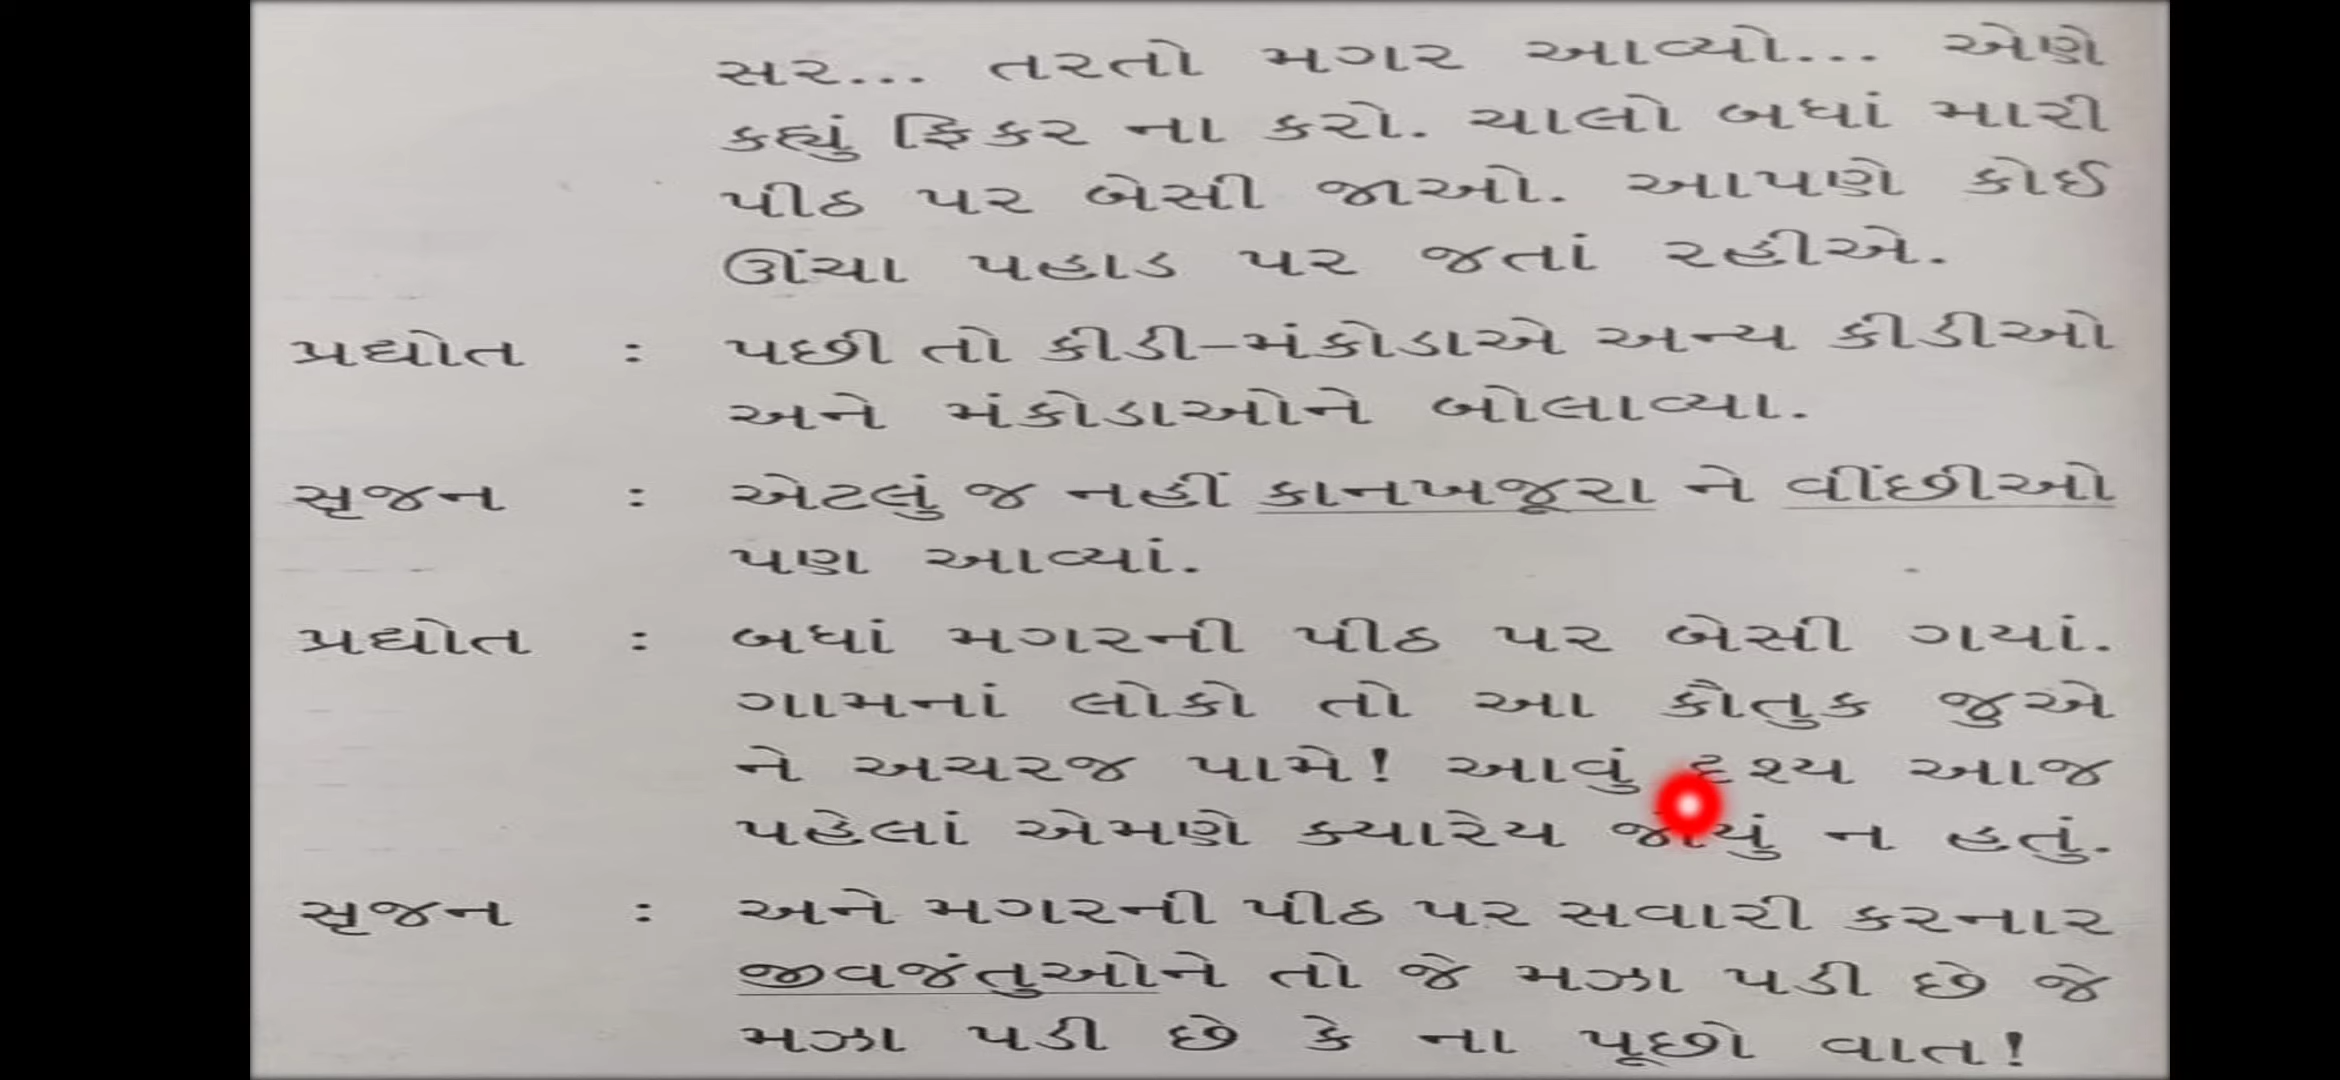 સર... તરતો મગર આવ્યો... એણે
કહ્યું ફિકર ના કરો. ચાલો બધાં મારી
પીઠ પર બેસી જાઓ. આપણે કોઈ
ઊંચા પહાડ પર જતાં રહીએ.
પ્રદ્યોત : પછી તો કીડી-મંકોડાએ અન્ય કીડીઓ
અને મંકોડાઓને બોલાવ્યા.
સૃજન : એટલું જ નહીં કાનખજૂરા ને વીંછીઓ
પણ આવ્યાં.
પ્રદ્યોત : બધાં મગરની પીઠ પર બેસી ગયાં.
ગામનાં લોકો તો આ કૌતુક જુએ
ને અચરજ પામે! આવું દૃશ્ય આજ
પહેલાં એમણે ક્યારેય જોયું ન હતું.
સૃજન : અને મગરની પીઠ પર સવારી કરનાર
જીવજંતુઓને તો જે મઝા પડી છે જે
મઝા પડી છે કે ના પૂછો વાત!